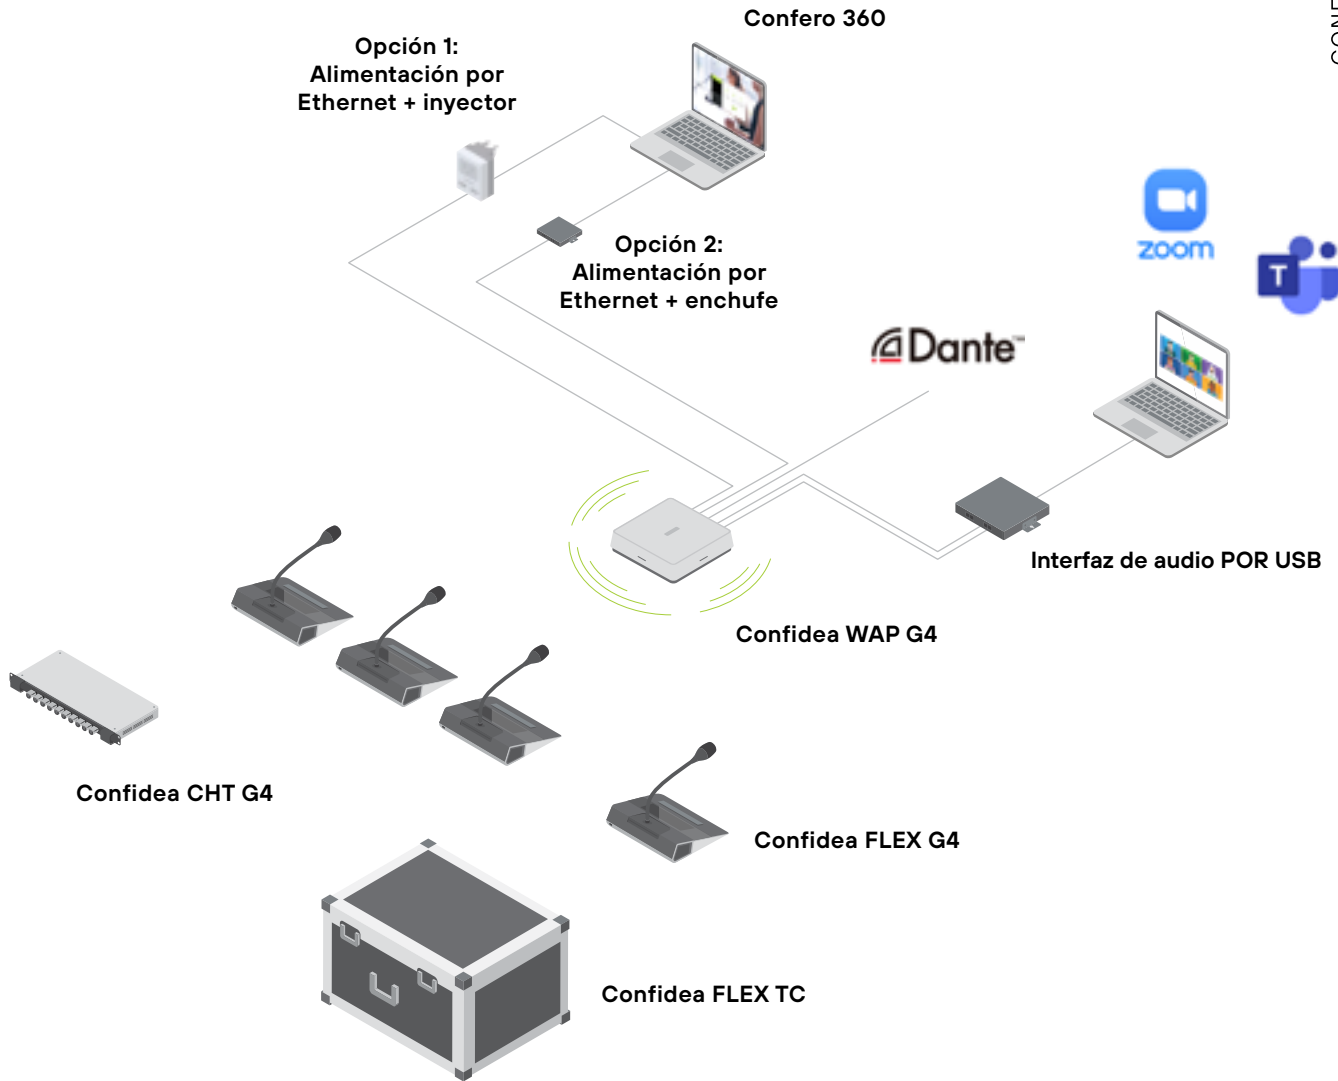 Confero 360
Opción 1:
Alimentación por
Ethernet + inyector
Opción 2:
Alimentación por
Ethernet + enchufe
zoom
T
Dante™
Interfaz de audio POR USB
Confidea WAP G4
Confidea CHT G4
Confidea FLEX G4
Confidea FLEX TC